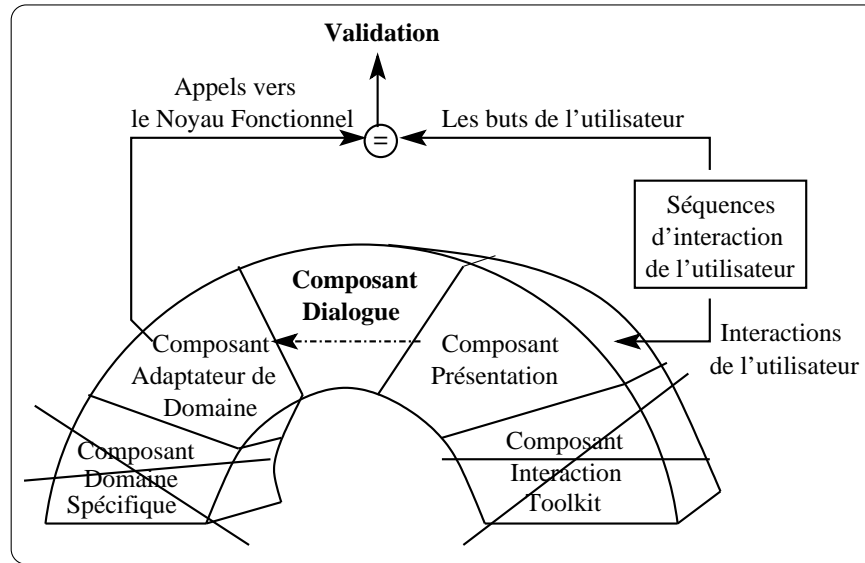 Validation
Appels vers
le Noyau Fonctionnel
=
Les buts de l’utilisateur
Séquences
d’interaction
de l’utilisateur
Composant
Dialogue
Composant
Adaptateur de
Domaine
Composant
Présentation
Interactions
de l’utilisateur
Composant
Domaine
Spécifique
Composant
Interaction
Toolkit